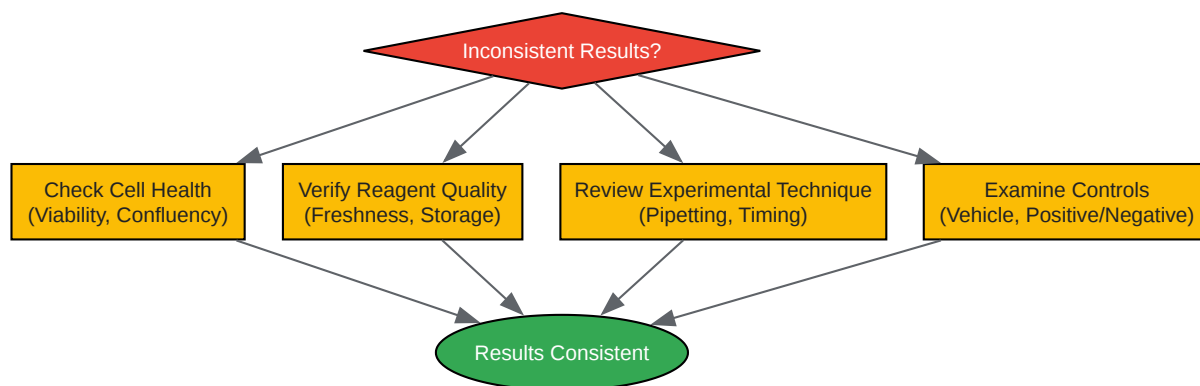 Inconsistent Results?
Check Cell Health
(Viability, Confluency)
Verify Reagent Quality
(Freshness, Storage)
Review Experimental Technique
(Pipetting, Timing)
Examine Controls
(Vehicle, Positive/Negative)
Results Consistent